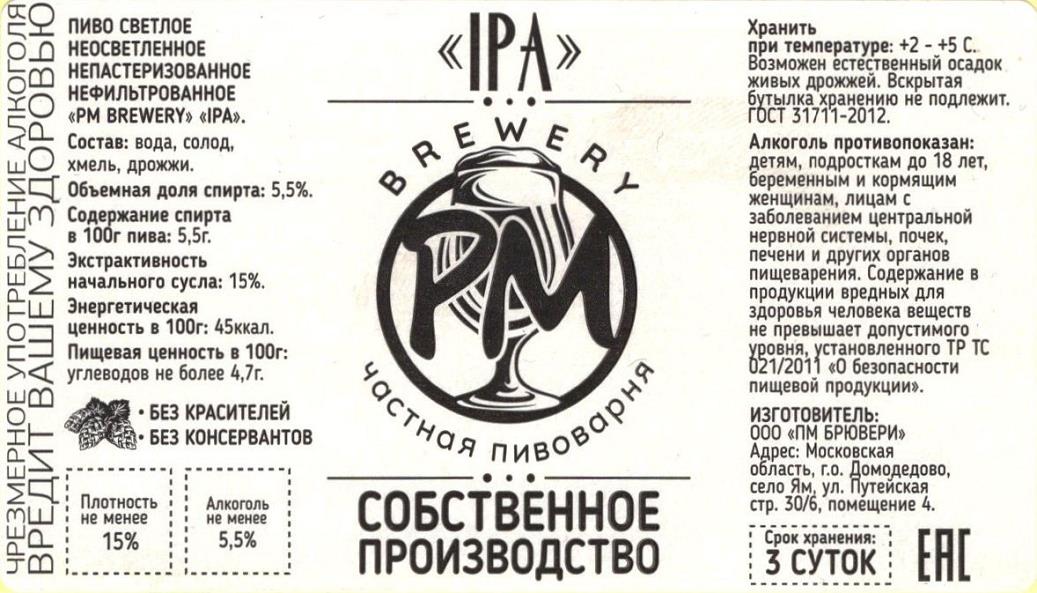 ЧРЕЗМЕРНОЕ УПОТРЕБЛЕНИЕ АЛКОГОЛЯ
ВРЕДИТ ВАШЕМУ ЗДОРОВЬЮ
ПИВО СВЕТЛОЕ
НЕОСВЕТЛЕННОЕ
НЕПАСТЕРИЗОВАННОЕ
НЕФИЛЬТРОВАННОЕ
«PM BREWERY» «IPA».
Состав: вода, солод,
хмель, дрожжи.
Объемная доля спирта: 5,5%.
Содержание спирта
в 100г пива: 5,5г.
Экстрактивность
начального сусла: 15%.
Энергетическая
ценность в 100г: 45ккал.
Пищевая ценность в 100г:
углеводов не более 4,7г.
• БЕЗ КРАСИТЕЛЕЙ
• БЕЗ КОНСЕРВАНТОВ
Плотность
не менее
15%
Алкоголь
не менее
5,5%
«IPA»
BREWERY
PM
частная пивоварня
СОБСТВЕННОЕ
ПРОИЗВОДСТВО
Хранить
при температуре: +2 - +5 С.
Возможен естественный осадок
живых дрожжей. Вскрытая
бутылка хранению не подлежит.
ГОСТ 31711-2012.
Алкоголь противопоказан:
детям, подросткам до 18 лет,
беременным и кормящим
женщинам, лицам с
заболеванием центральной
нервной системы, почек,
печени и других органов
пищеварения. Содержание в
продукции вредных для
здоровья человека веществ
не превышает допустимого
уровня, установленного ТР ТС
021/2011 «О безопасности
пищевой продукции».
ИЗГОТОВИТЕЛЬ:
ООО «ПМ БРЮВЕРИ»
Адрес: Московская
область, г.о. Домодедово,
село Ям, ул. Путейская
стр. 30/6, помещение 4.
Срок хранения:
3 СУТОК
EAC